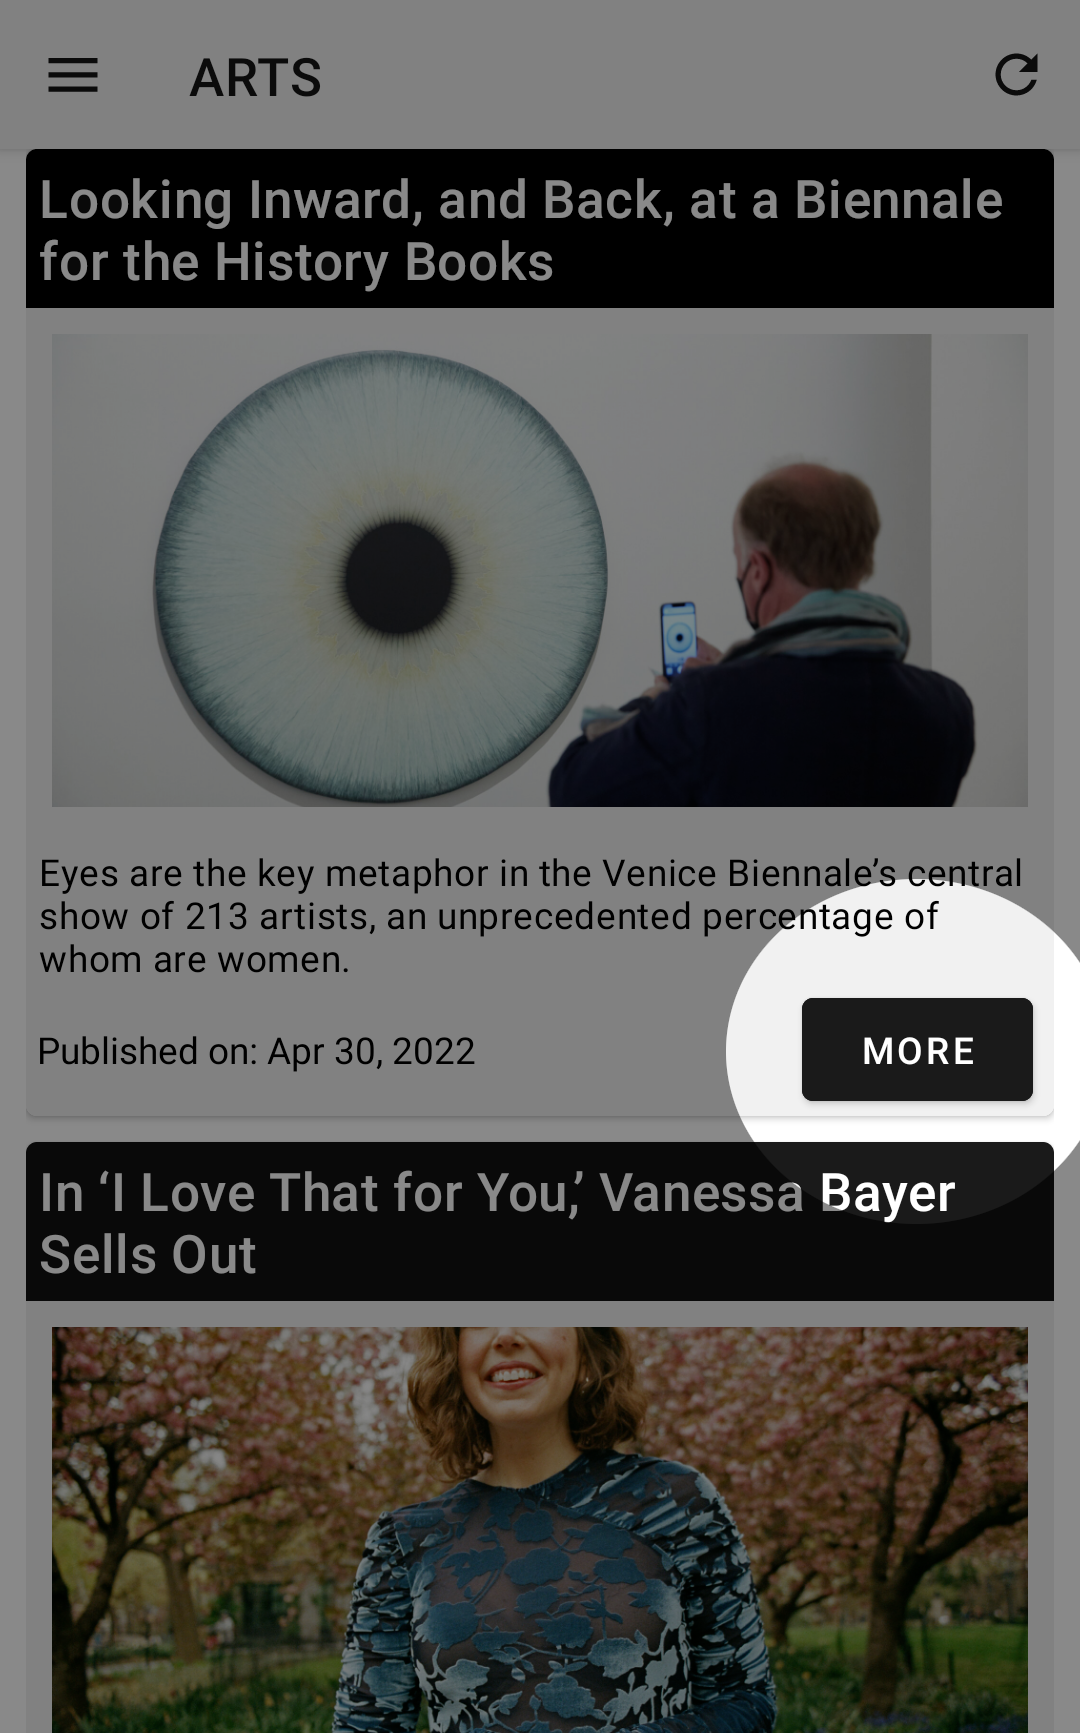 ARTS
Looking Inward, and Back, at a Biennale
for the History Books
Eyes are the key metaphor in the Venice Biennale’s central
show of 213 artists, an unprecedented percentage of
whom are women.
Published on: Apr 30, 2022
MORE
In ‘I Love That for You,’ Vanessa Bayer
Sells Out